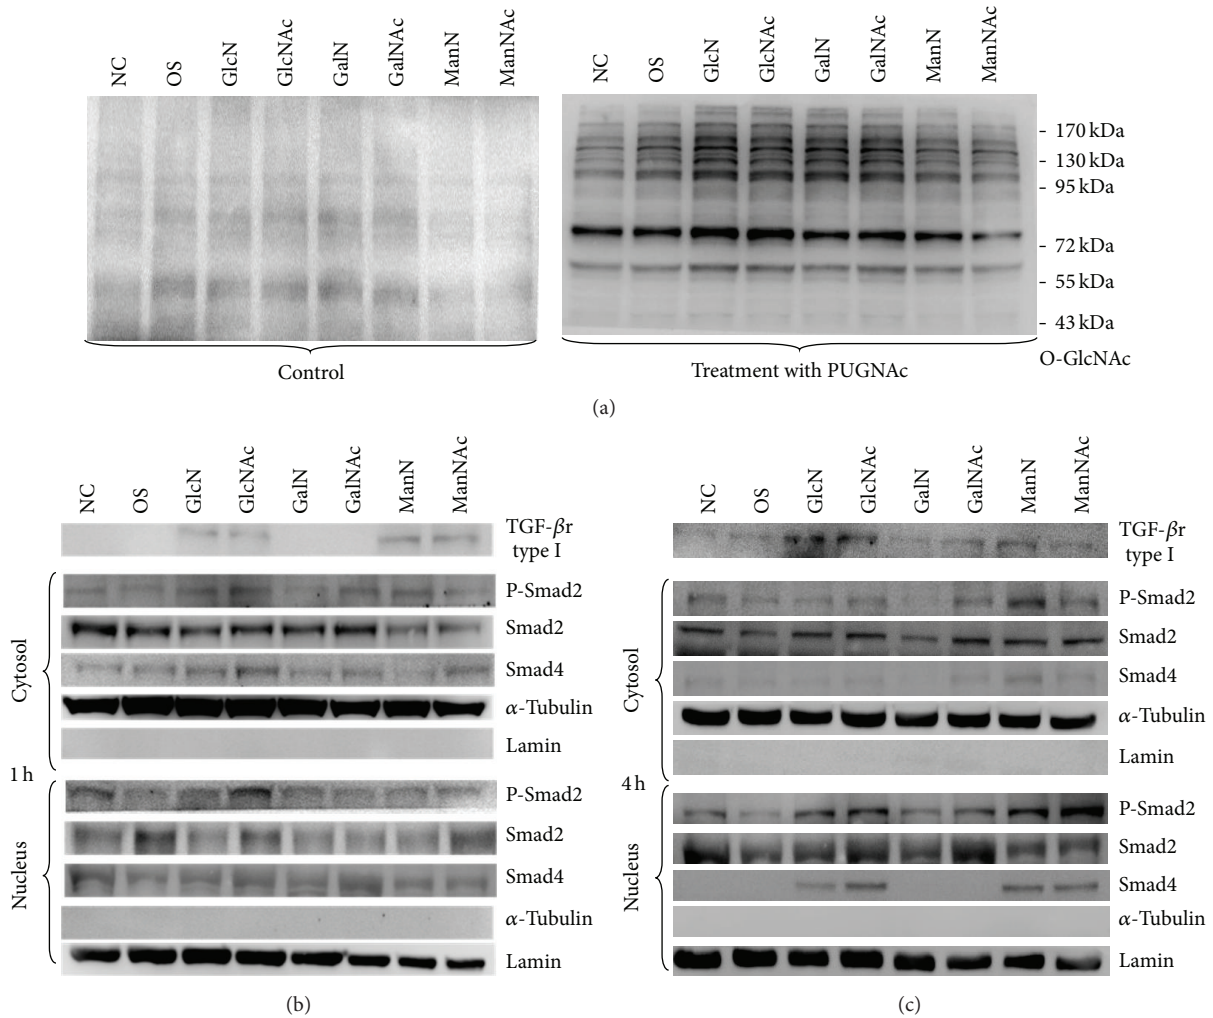 NC OS GlcN GlcNAc GalN GalNAc ManN ManNAc
NC OS GlcN GlcNAc GalN GalNAc ManN ManNAc
- 170 kDa
- 130 kDa
- 95 kDa
- 72 kDa
- 55 kDa
- 43 kDa
O-GlcNAc
Control
Treatment with PUGNAc
(a)
NC OS GlcN GlcNAc GalN GalNAc ManN ManNAc
TGF-βr
type I
Cytosol
P-Smad2
Smad2
Smad4
α-Tubulin
Lamin
1 h
Nucleus
P-Smad2
Smad2
Smad4
α-Tubulin
Lamin
(b)
NC OS GlcN GlcNAc GalN GalNAc ManN ManNAc
TGF-βr
type I
Cytosol
P-Smad2
Smad2
Smad4
α-Tubulin
Lamin
4 h
Nucleus
P-Smad2
Smad2
Smad4
α-Tubulin
Lamin
(c)